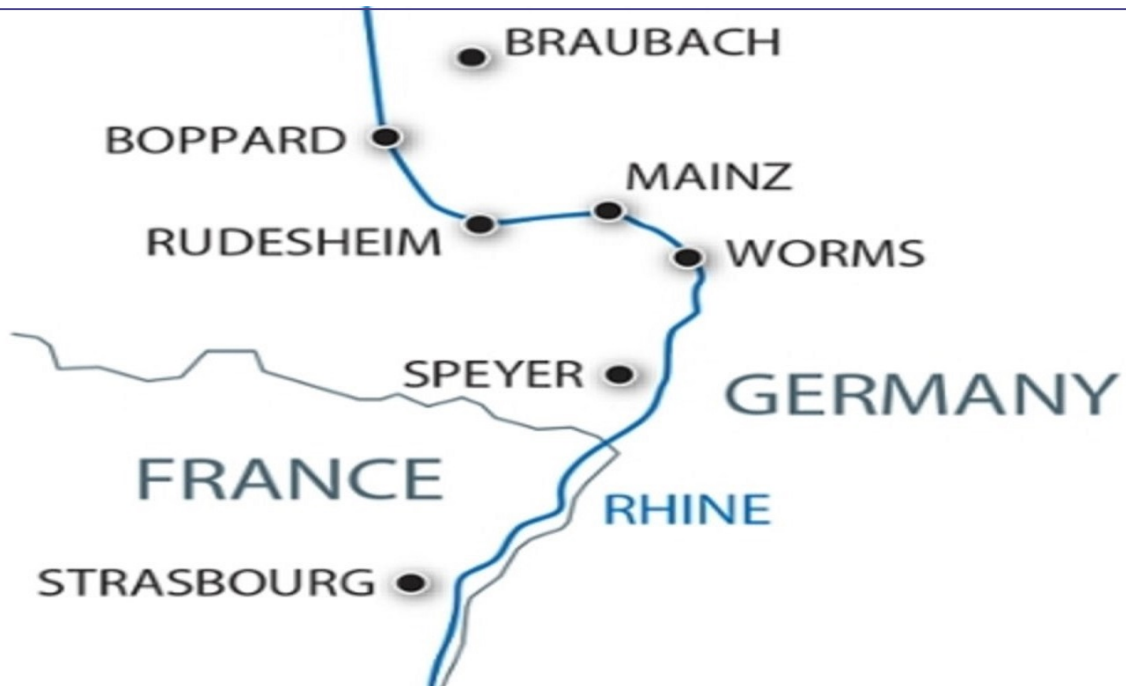 BRAUBACH
BOPPARD
MAINZ
RUDESHEIM
WORMS
SPEYER
GERMANY
FRANCE
RHINE
STRASBOURG